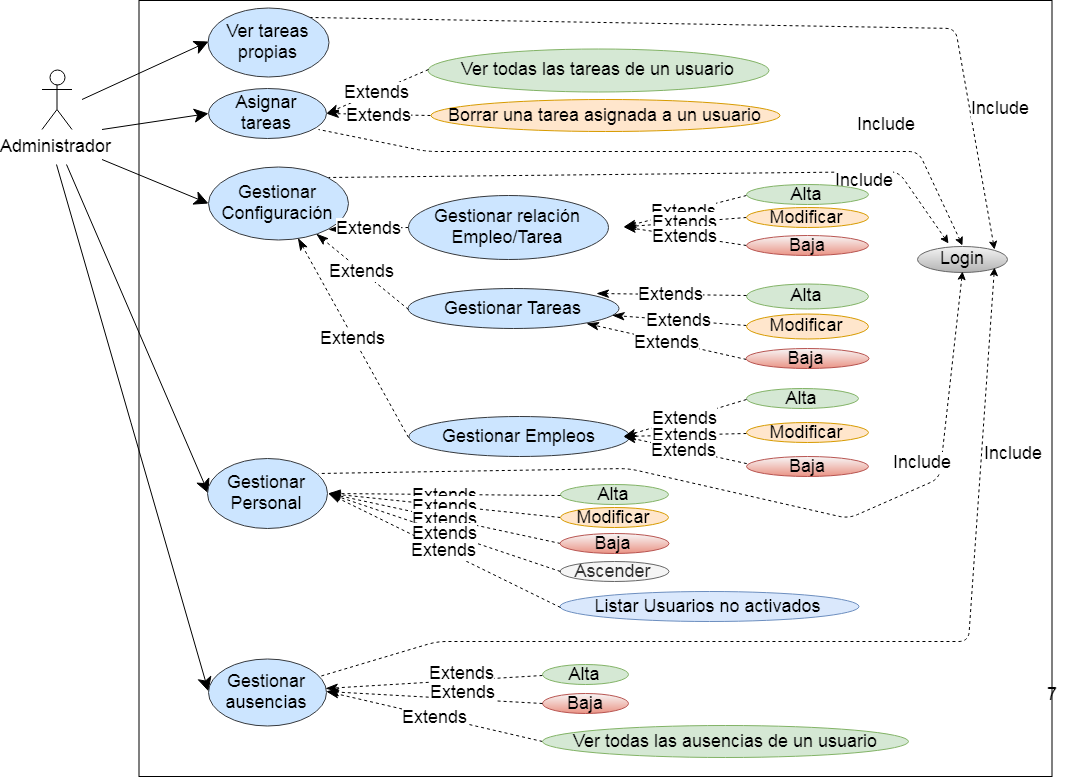 Ver tareas
propias
Ver todas las tareas de un usuario
Extends
Asignar
tareas
Extends
Borrar una tarea asignada a un usuario
Include
Include
Administrador
Gestionar
Configuración
Include
Extends
Gestionar relación
Empleo/Tarea
Extends
Extends
Extends
Alta
Modificar
Baja
Login
Extends
Gestionar Tareas
Extends
Extends
Extends
Alta
Modificar
Baja
Extends
Gestionar Empleos
Extends
Extends
Extends
Alta
Modificar
Baja
Include
Include
Gestionar
Personal
Extends
Extends
Extends
Extends
Extends
Alta
Modificar
Baja
Ascender
Listar Usuarios no activados
Gestionar
ausencias
Extends
Extends
Extends
Alta
Baja
Ver todas las ausencias de un usuario
7